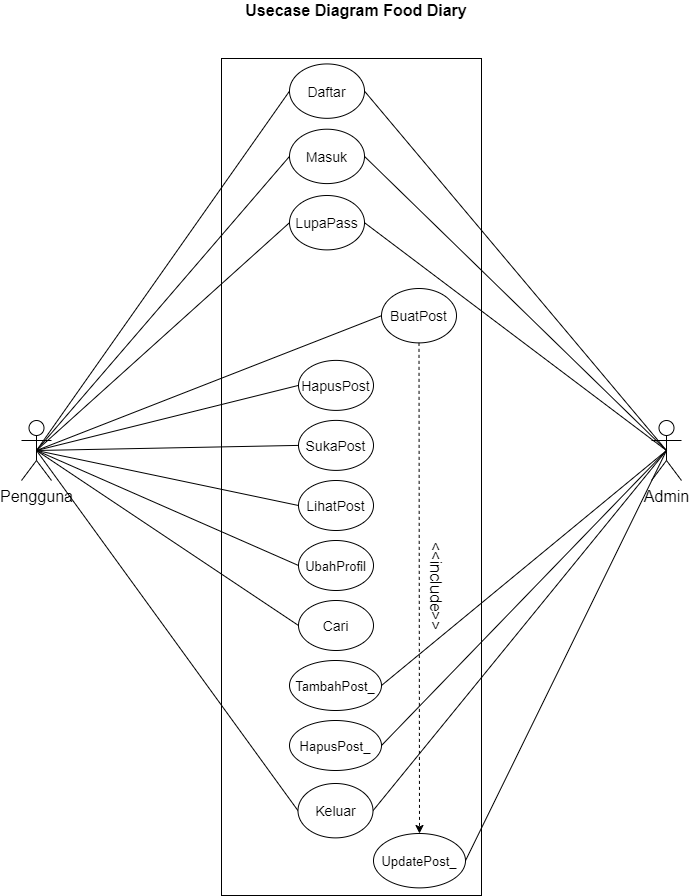 Usecase Diagram Food Diary
Daftar
Masuk
LupaPass
BuatPost
HapusPost
SukaPost
Pengguna
Admin
LihatPost
<<include>>
UbahProfil
Cari
TambahPost_
HapusPost_
Keluar
UpdatePost_